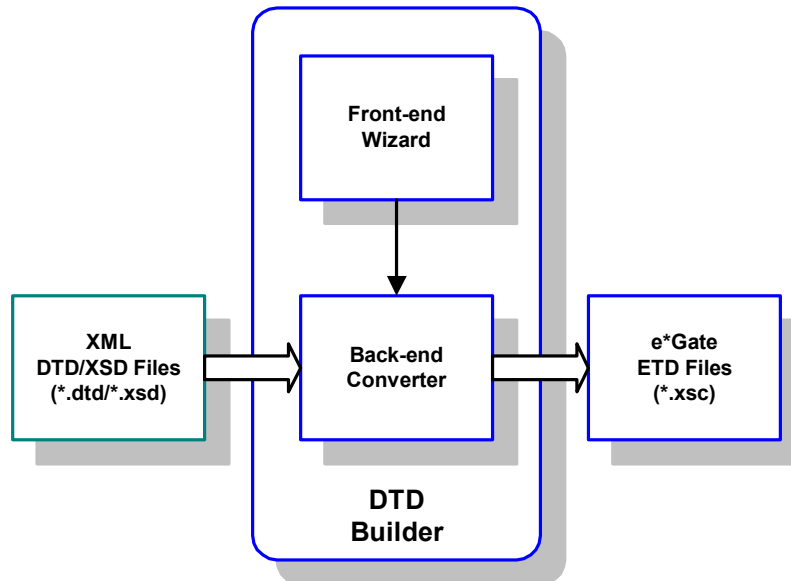 Front-end
Wizard
XML
DTD/XSD Files
(*.dtd/*.xsd)
Back-end
Converter
e*Gate
ETD Files
(*.xsc)
DTD
Builder